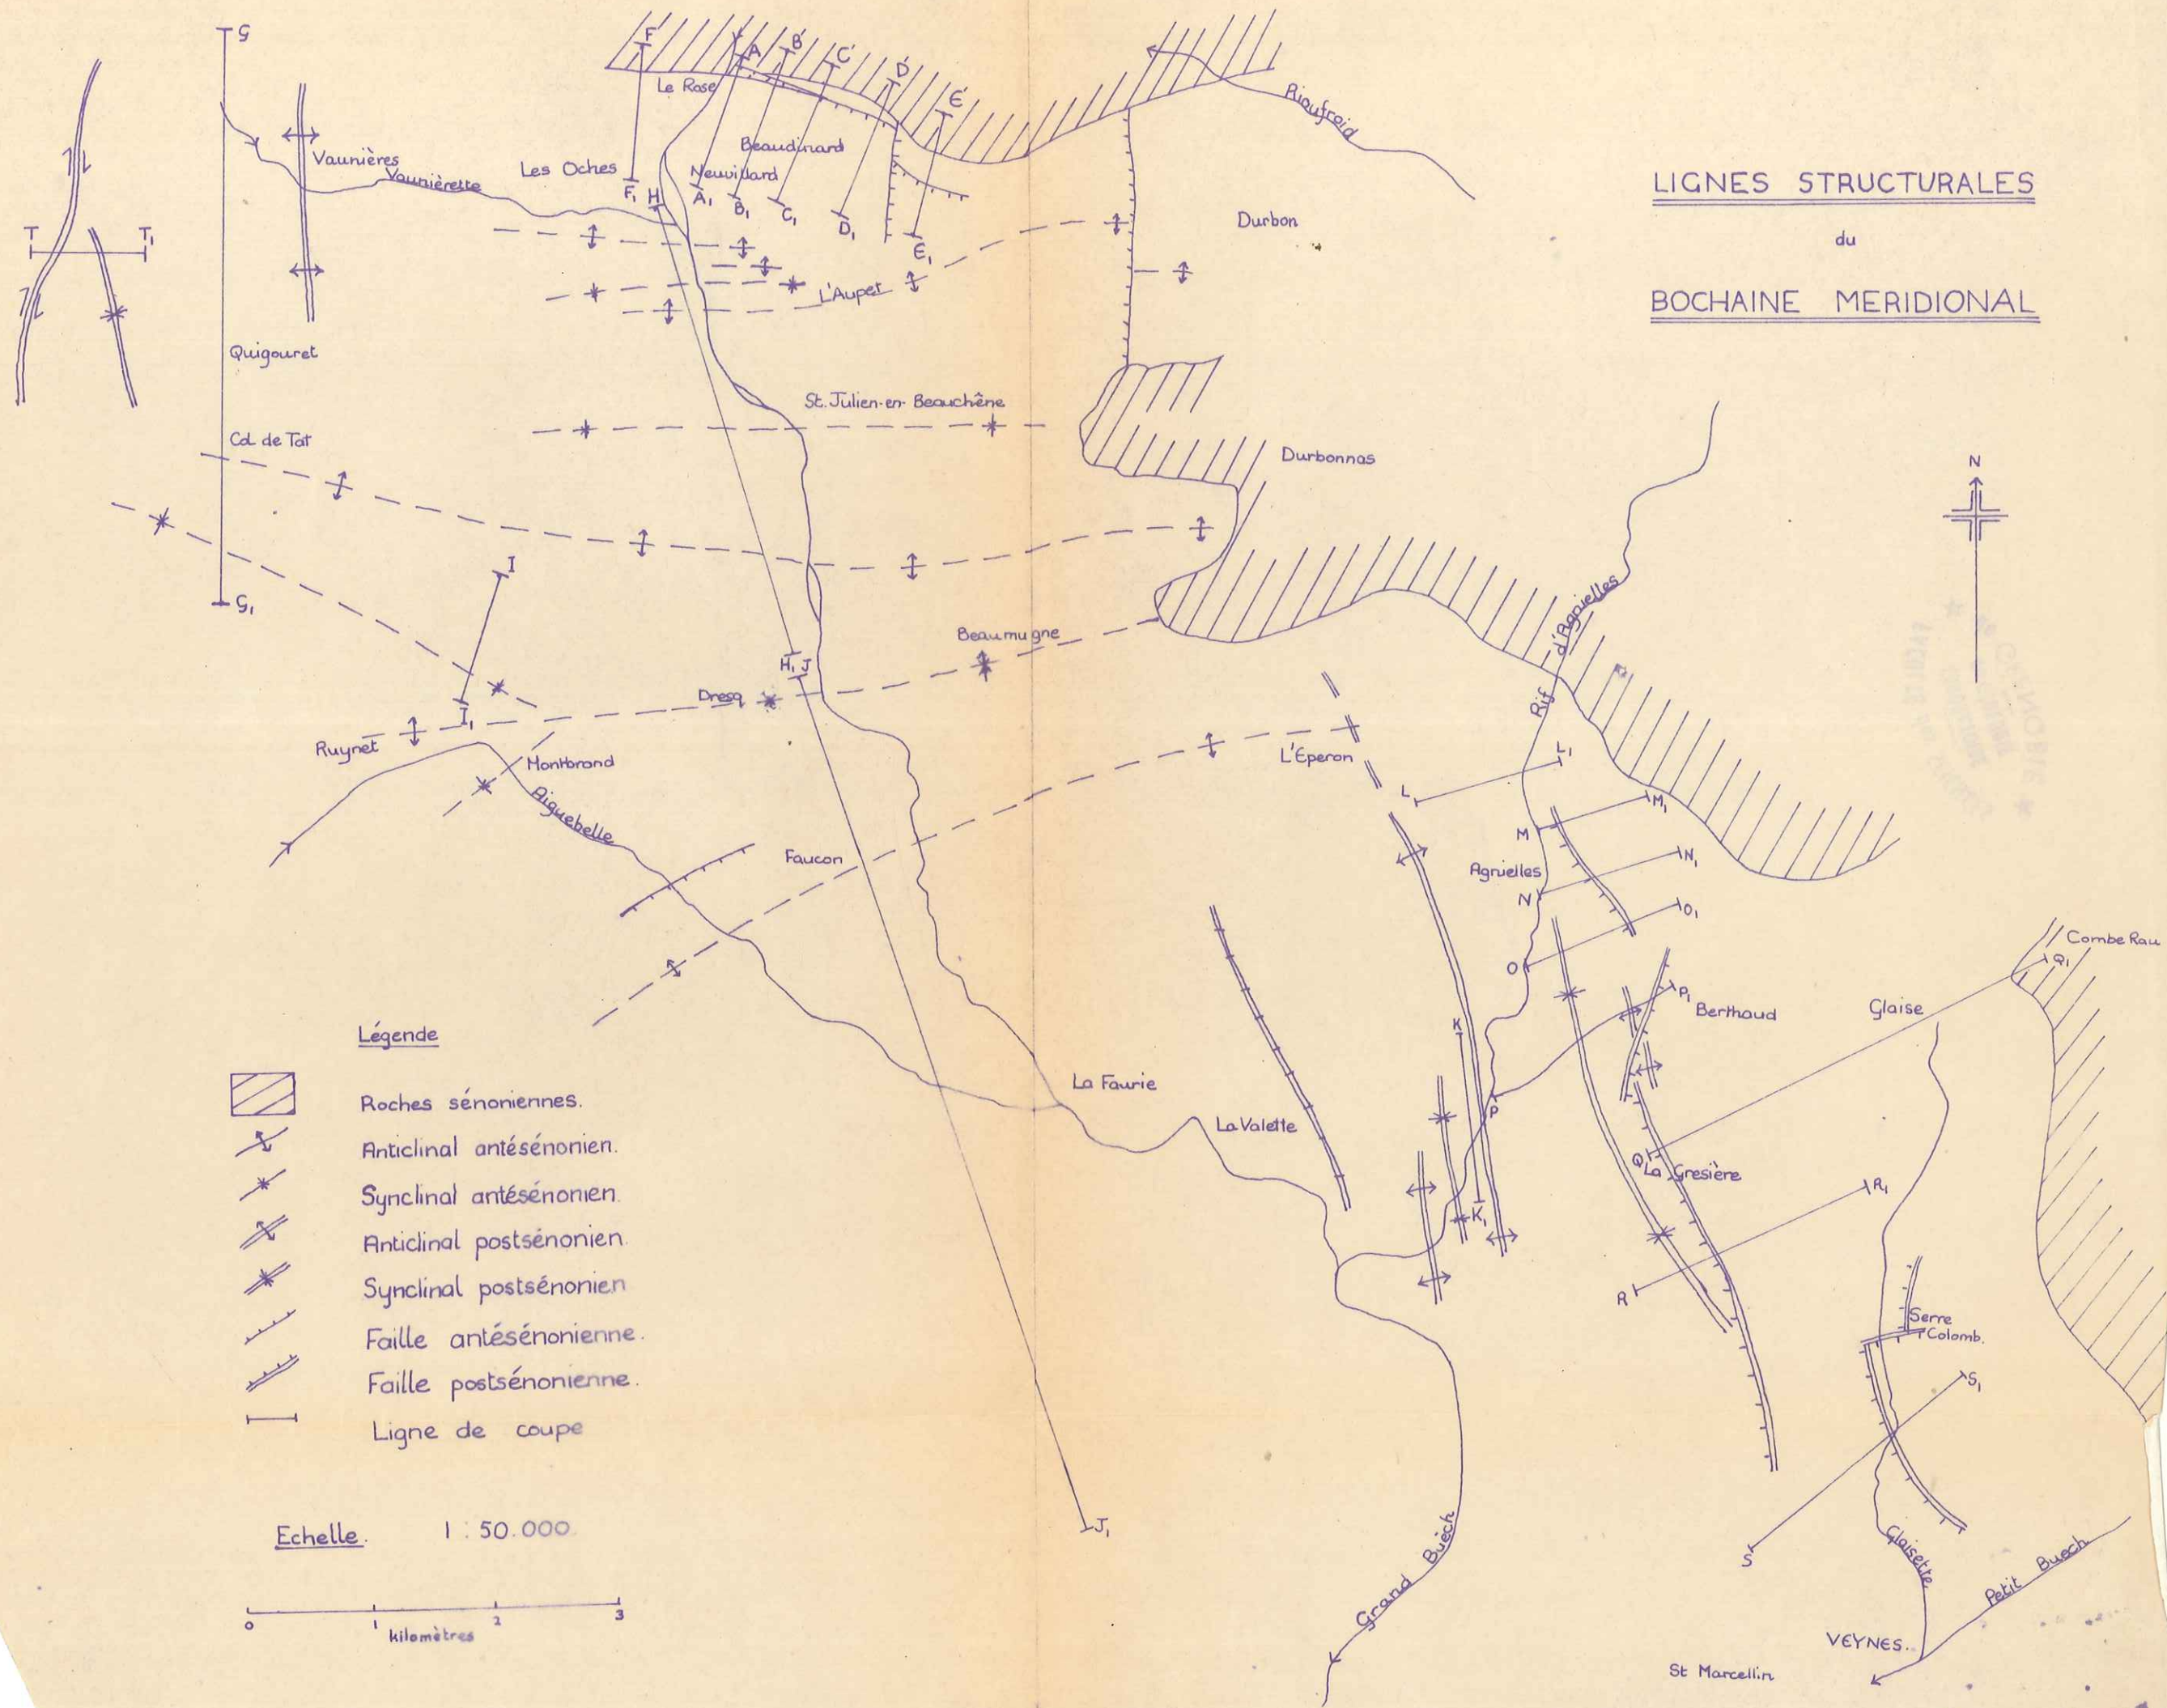 LIGNES STRUCTURALES
du
BOCHAINE MERIDIONAL
N
G
F'
A
B'
C'
D'
E'
Le Rose
Rioufroid
Vaunières
Vaunièrette
Les Oches
Beaudinard
Neuvillard
F₁
H
A₁
B₁
C₁
D₁
E₁
Durbon
T
T₁
L'Aupet
Quigouret
St. Julien-en-Beauchêne
Col de Tat
Durbonnas
I
G₁
Rif d'Agnielles
Beaumugne
H₁
J
Dresq
I₁
Ruynet
Montbrand
L'Eperon
L
L₁
Aiguebelle
M
M₁
Faucon
Agnielles
N
N₁
O
O₁
Combe Rau
Q₁
P₁
Berthaud
Glaise
K
La Faurie
P
La Valette
Q
La Gresière
K₁
R₁
R
Serre
Colomb.
S₁
J₁
S
Grand Buëch
Glaisette
Petit Buech
VEYNES.
St Marcellin
Légende
Roches sénoniennes.
Anticlinal antésénonien.
Synclinal antésénonien.
Anticlinal postsénonien.
Synclinal postsénonien
Faille antésénonienne.
Faille postsénonienne.
Ligne de coupe
Echelle. 1 : 50.000
0 1 2 3
kilomètres